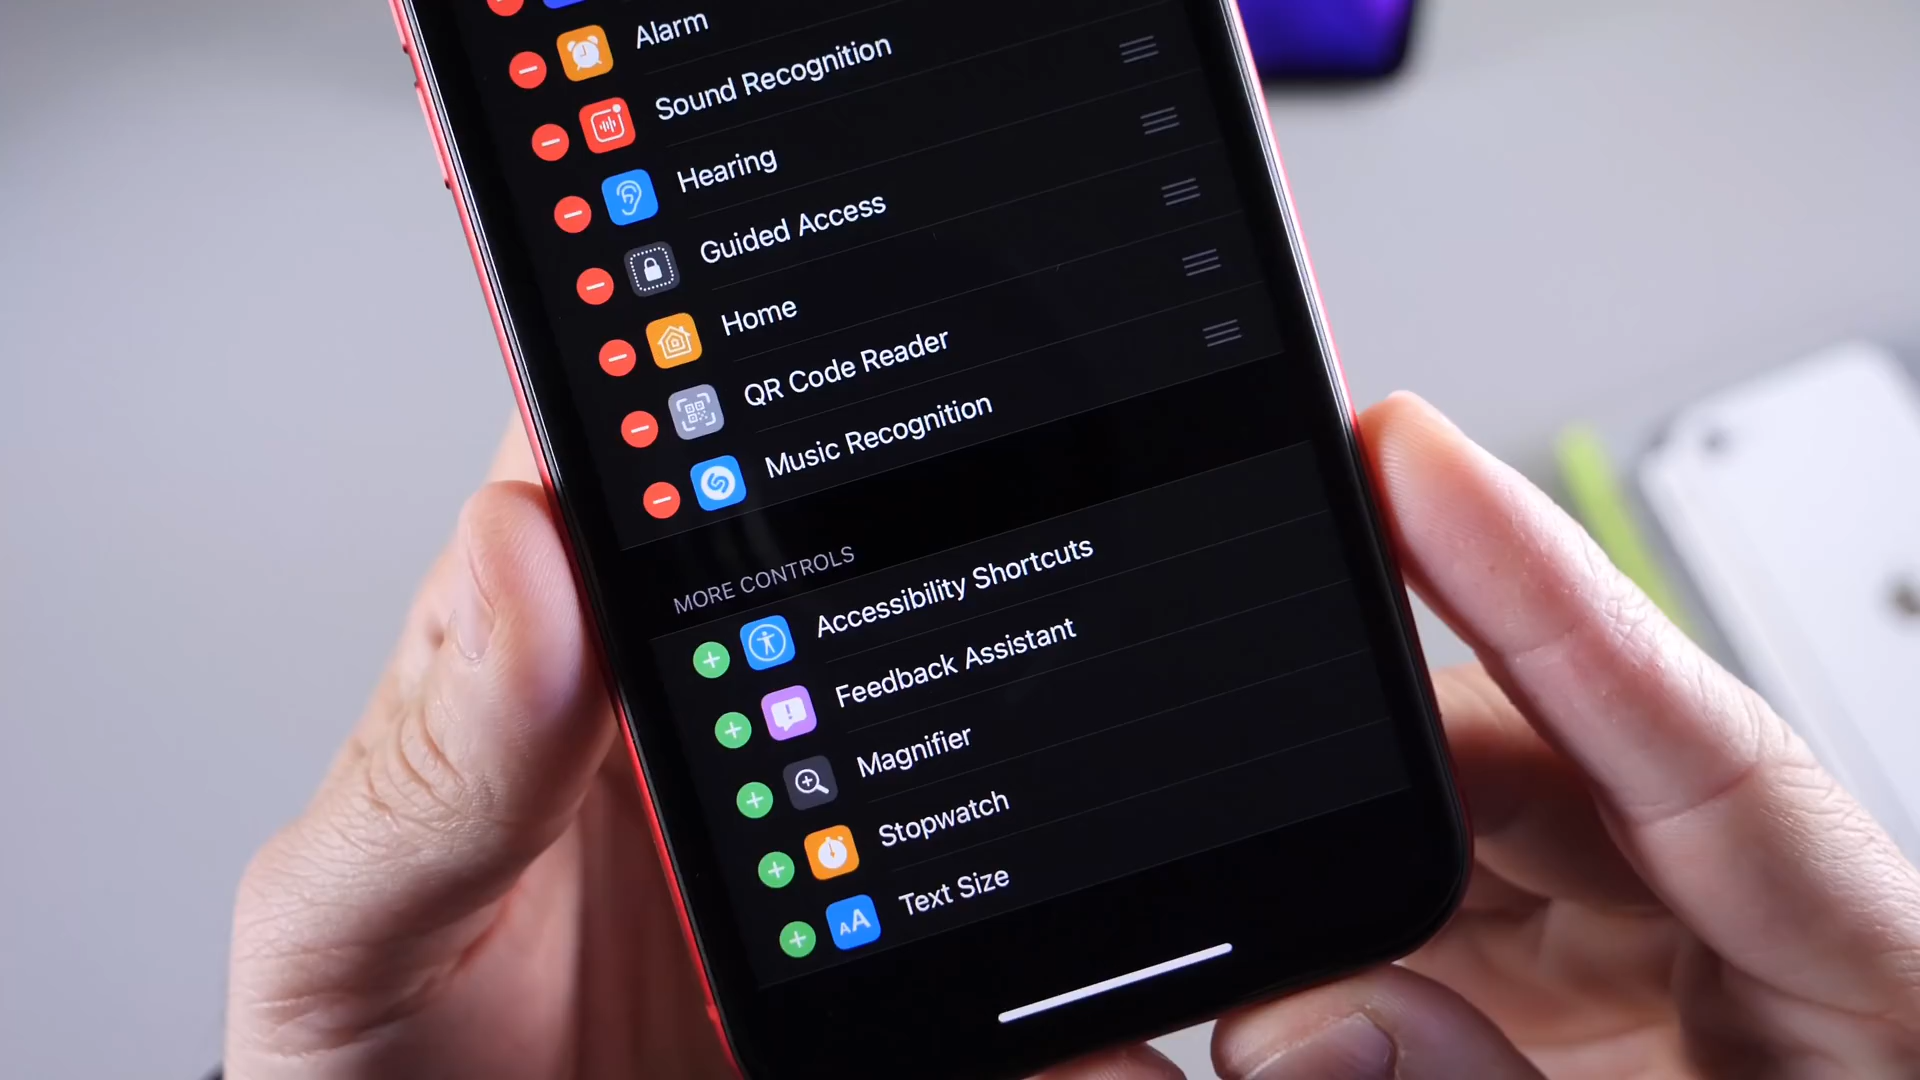 Alarm
Sound Recognition
Hearing
Guided Access
Home
QR Code Reader
Music Recognition
MORE CONTROLS
Accessibility Shortcuts
Feedback Assistant
Magnifier
Stopwatch
Text Size
AA